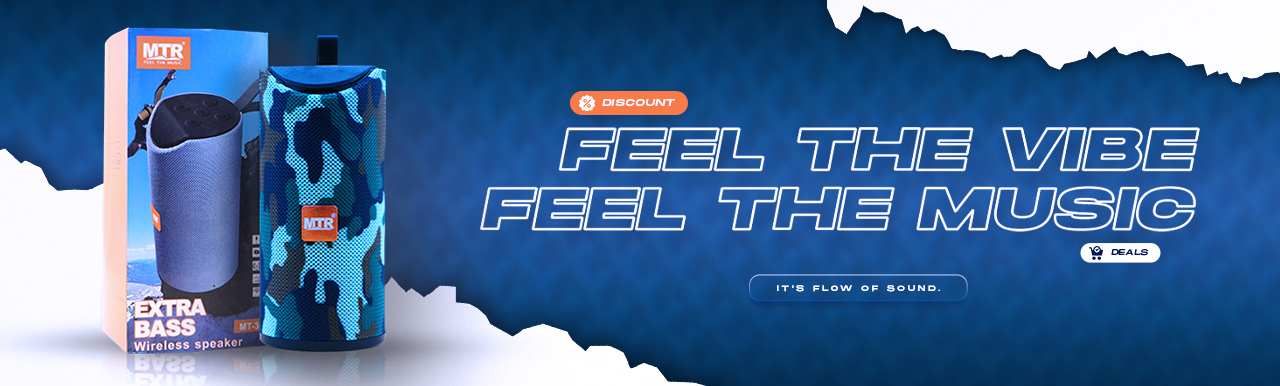 MTR
FEEL THE MUSIC
EXTRA
BASS
MT-3
Wireless speaker
MTR
DISCOUNT
FEEL THE VIBE
FEEL THE MUSIC
DEALS
IT'S FLOW OF SOUND.